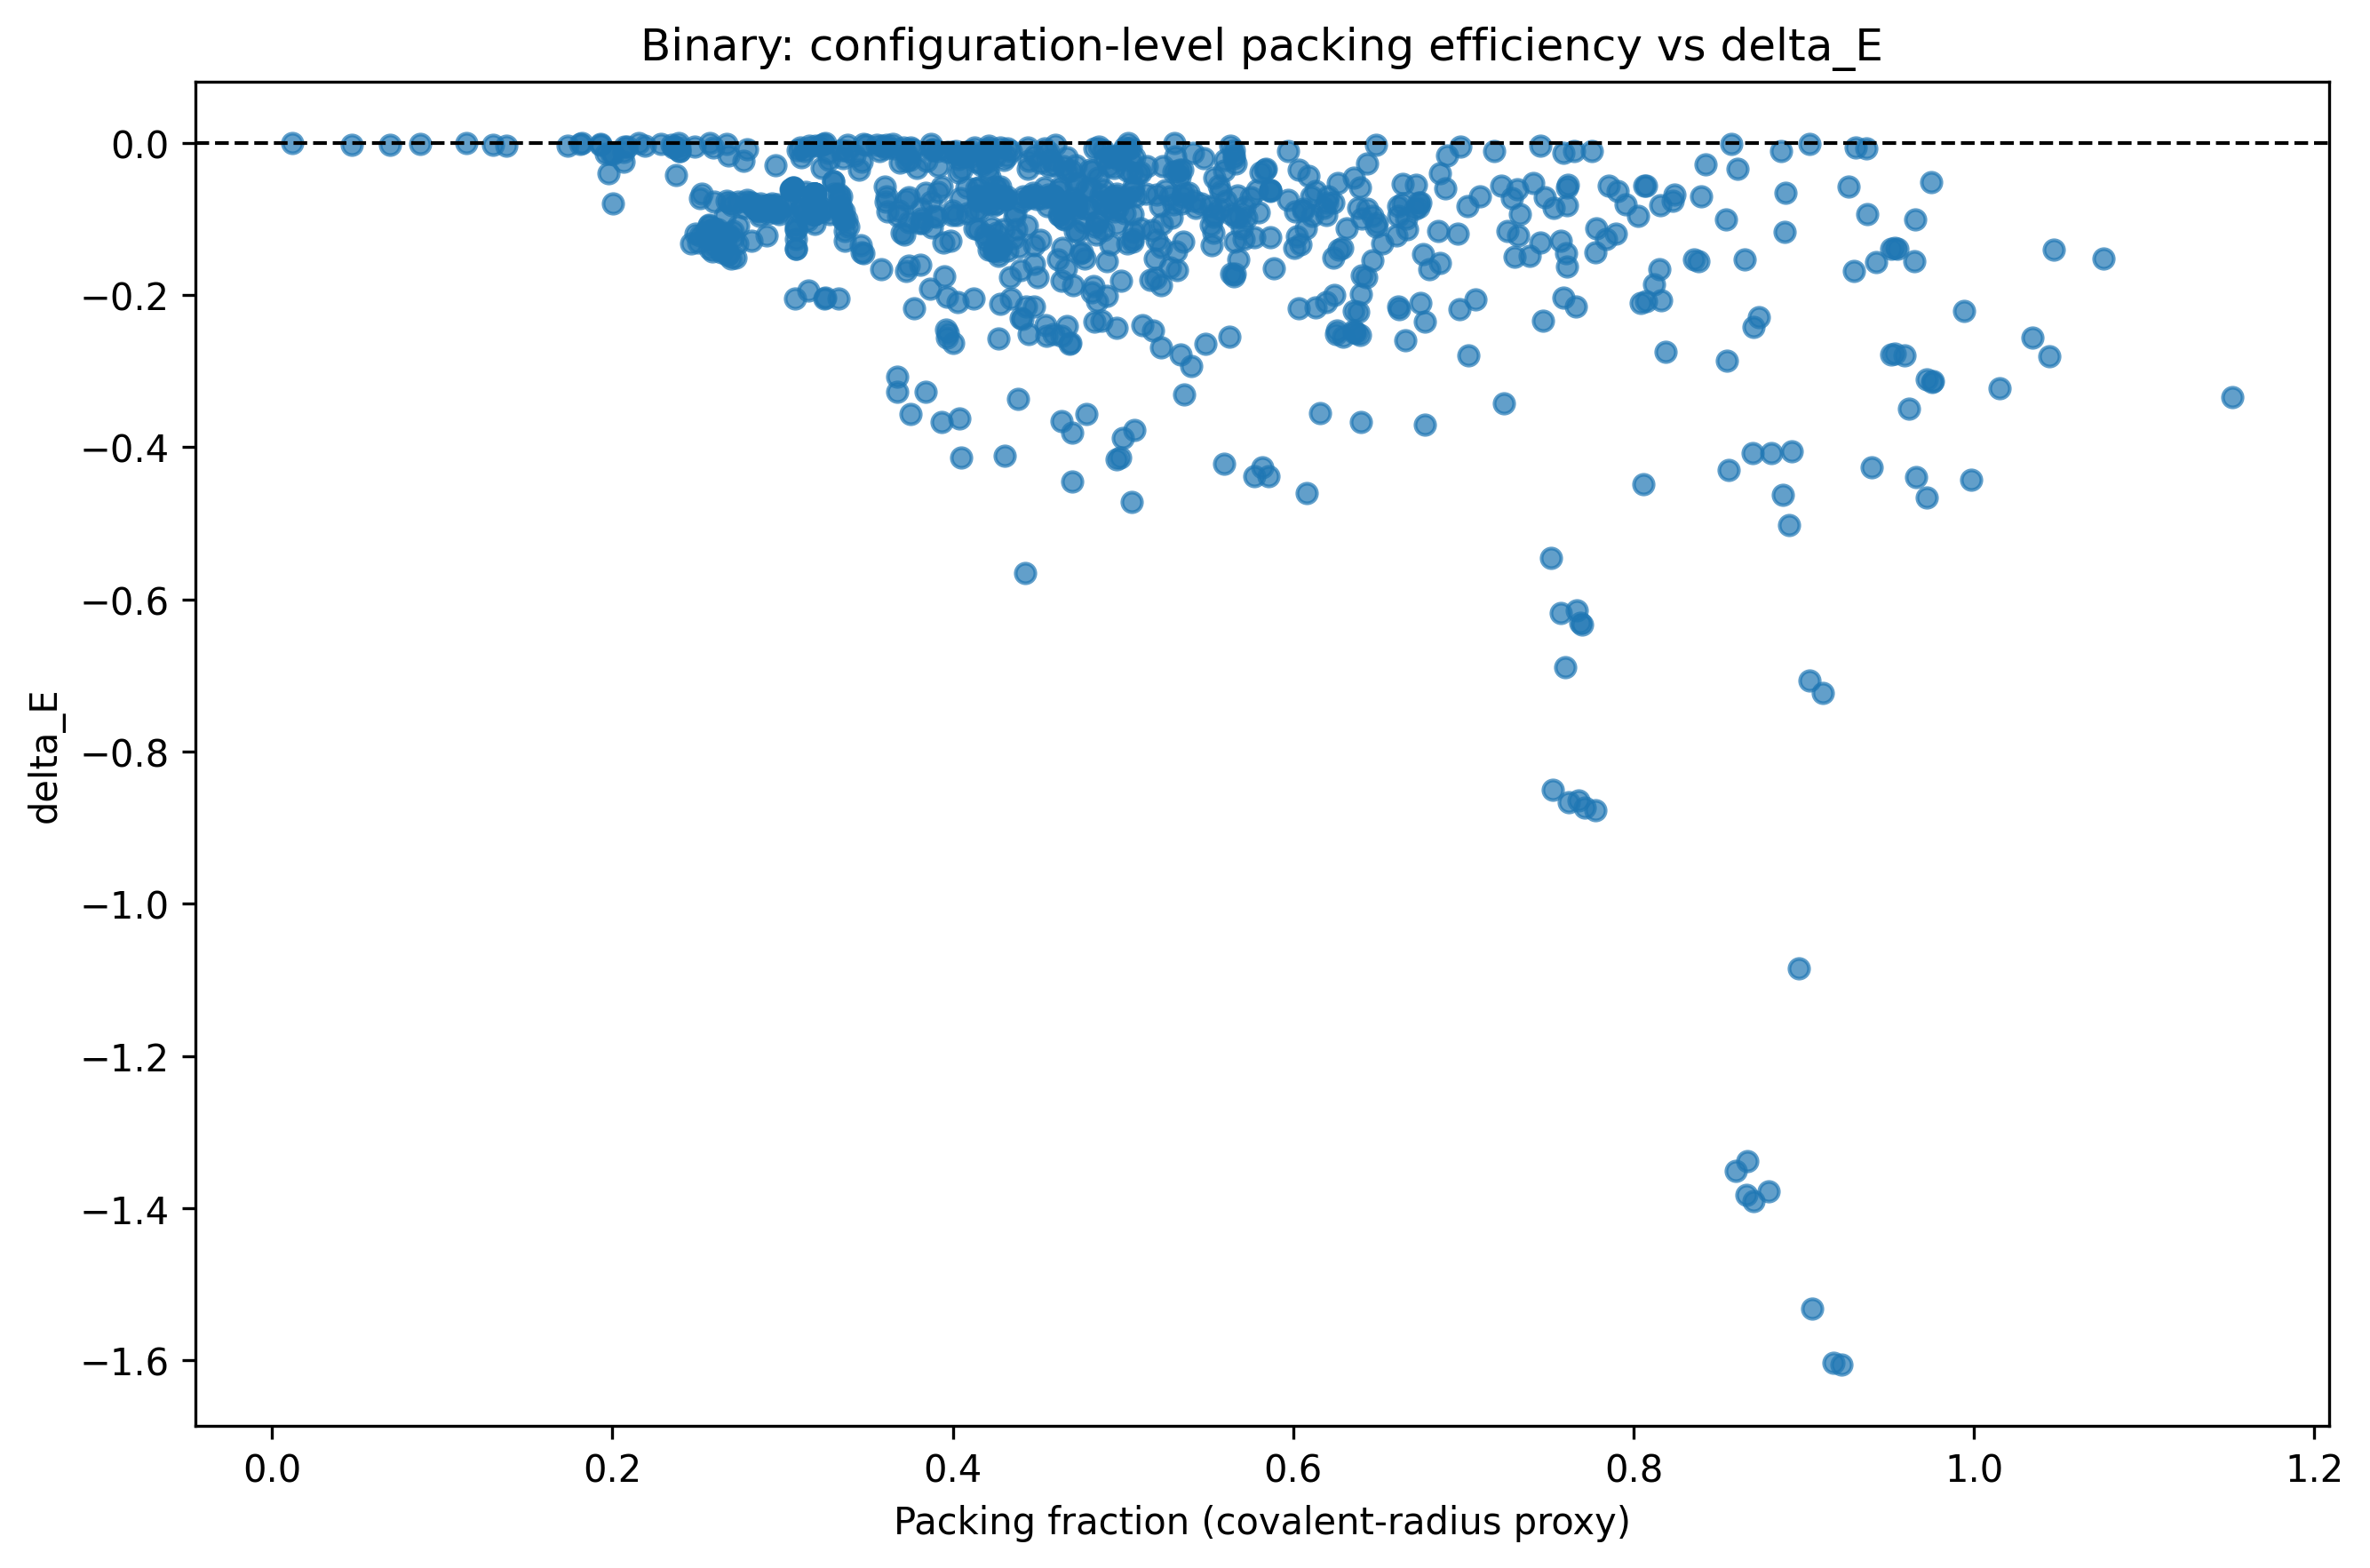 Binary: configuration-level packing efficiency vs delta_E
delta_E
0.0
−0.2
−0.4
−0.6
−0.8
−1.0
−1.2
−1.4
−1.6
0.0 0.2 0.4 0.6 0.8 1.0 1.2
Packing fraction (covalent-radius proxy)